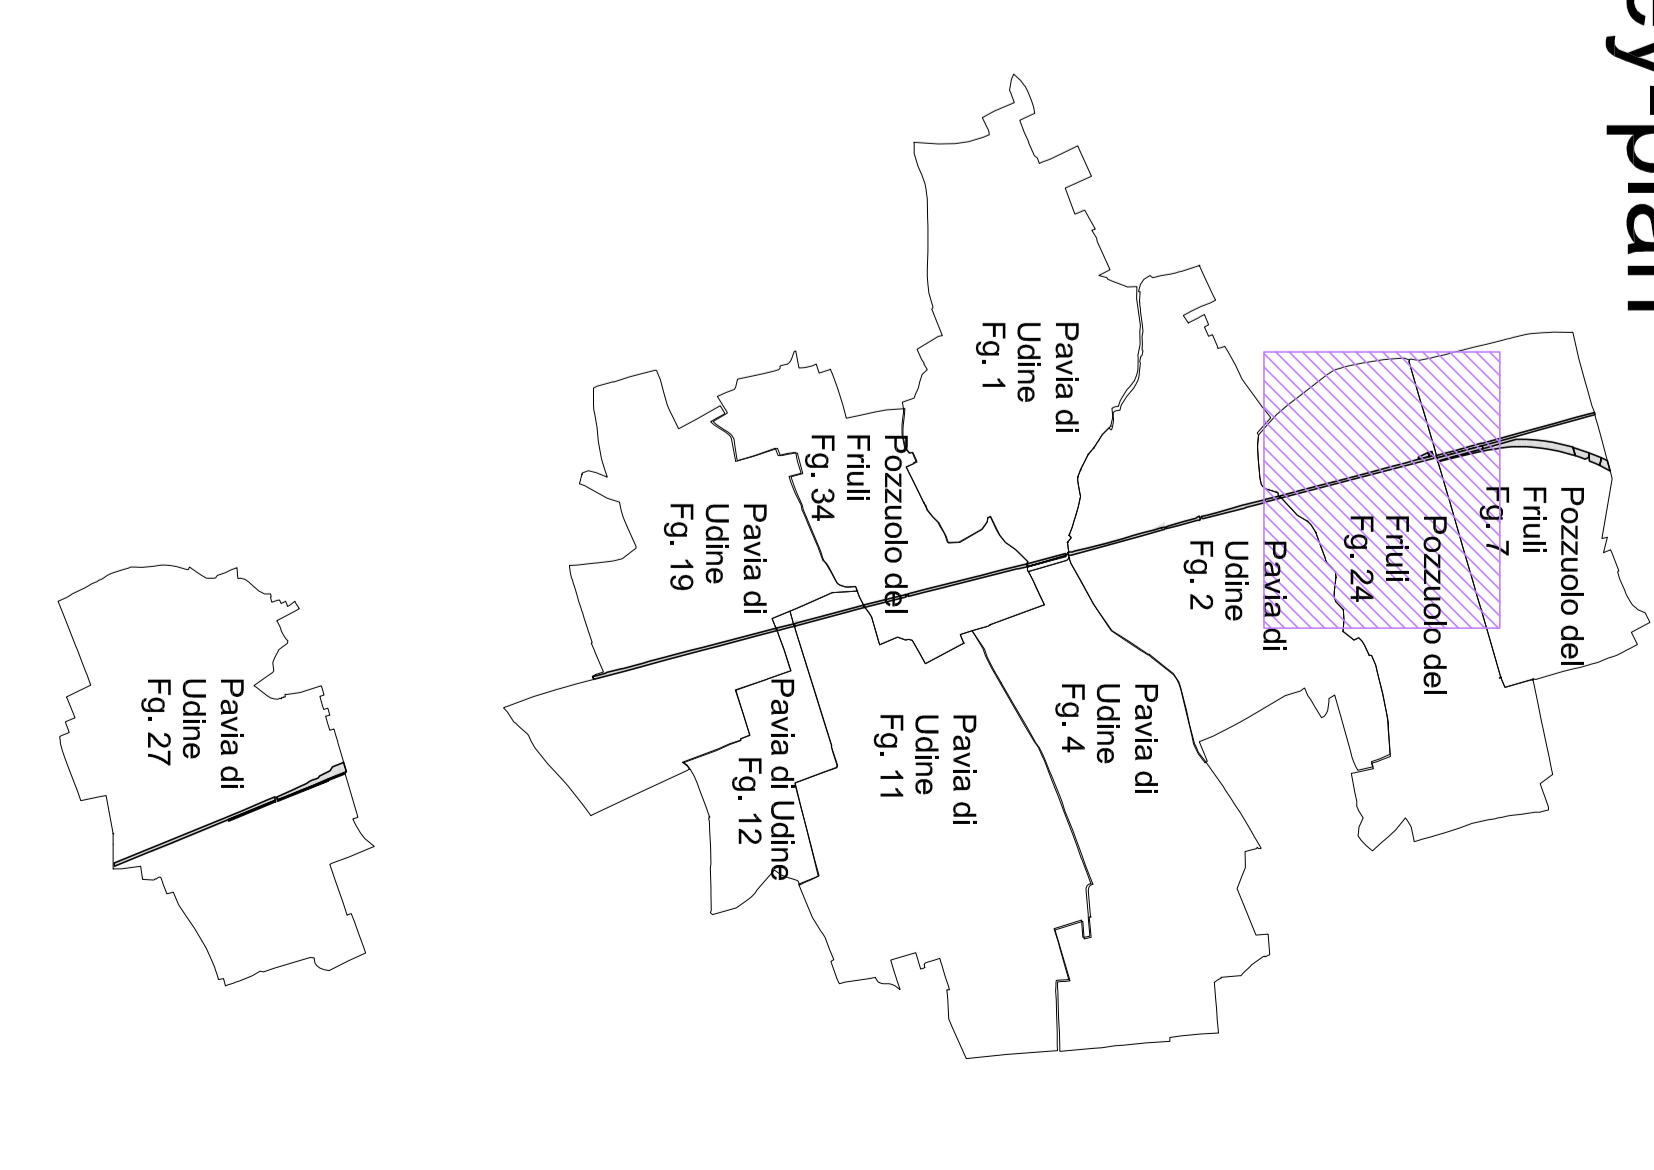 ey-plan
Pozzuolo del
Friuli
Fg. 7
Pozzuolo del
Friuli
Fg. 24
Pavia di
Udine
Fg. 2
Pavia di
Udine
Fg. 1
Pavia di
Udine
Fg. 4
Pozzuolo del
Friuli
Fg. 34
Pavia di
Udine
Fg. 11
Pavia di
Udine
Fg. 19
Pavia di Udine
Fg. 12
Pavia di
Udine
Fg. 27